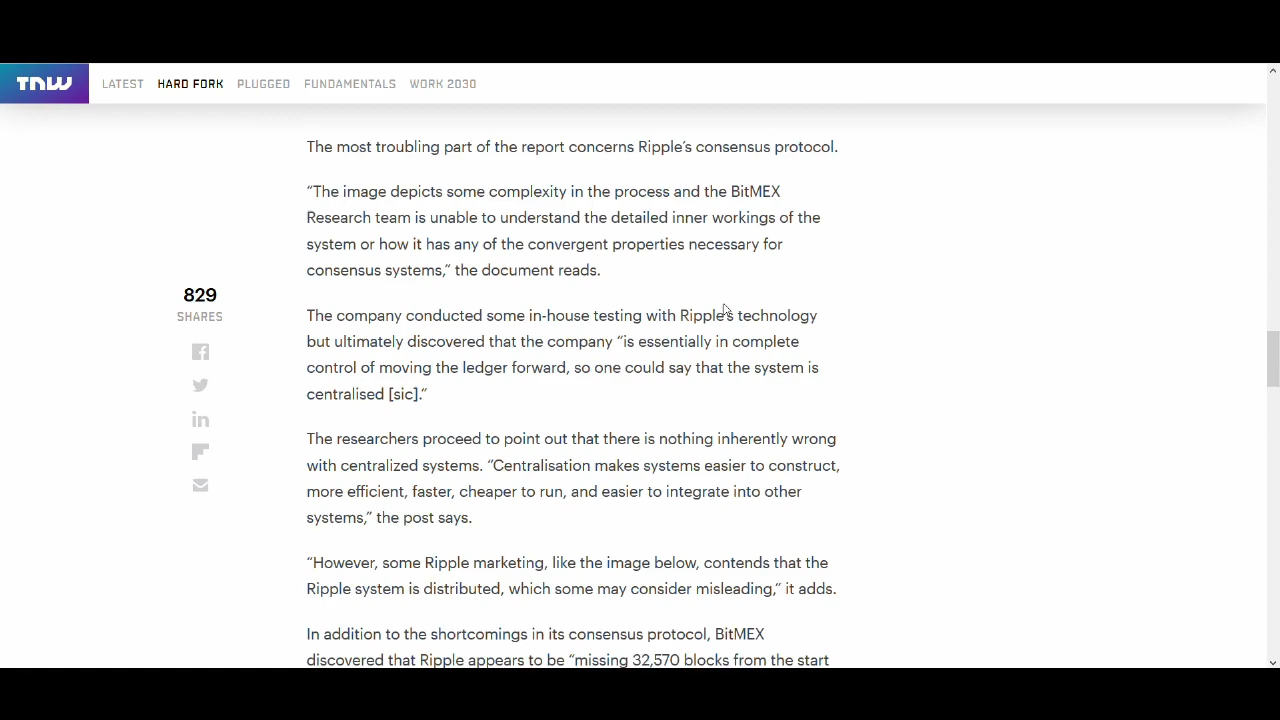 TNW LATEST HARD FORK PLUGGED FUNDAMENTALS WORK 2030
The most troubling part of the report concerns Ripple’s consensus protocol.
“The image depicts some complexity in the process and the BitMEX
Research team is unable to understand the detailed inner workings of the
system or how it has any of the convergent properties necessary for
consensus systems,” the document reads.
829
SHARES
The company conducted some in-house testing with Ripple’s technology
but ultimately discovered that the company “is essentially in complete
control of moving the ledger forward, so one could say that the system is
centralised [sic].”
The researchers proceed to point out that there is nothing inherently wrong
with centralized systems. “Centralisation makes systems easier to construct,
more efficient, faster, cheaper to run, and easier to integrate into other
systems,” the post says.
“However, some Ripple marketing, like the image below, contends that the
Ripple system is distributed, which some may consider misleading,” it adds.
In addition to the shortcomings in its consensus protocol, BitMEX
discovered that Ripple appears to be “missing 32,570 blocks from the start